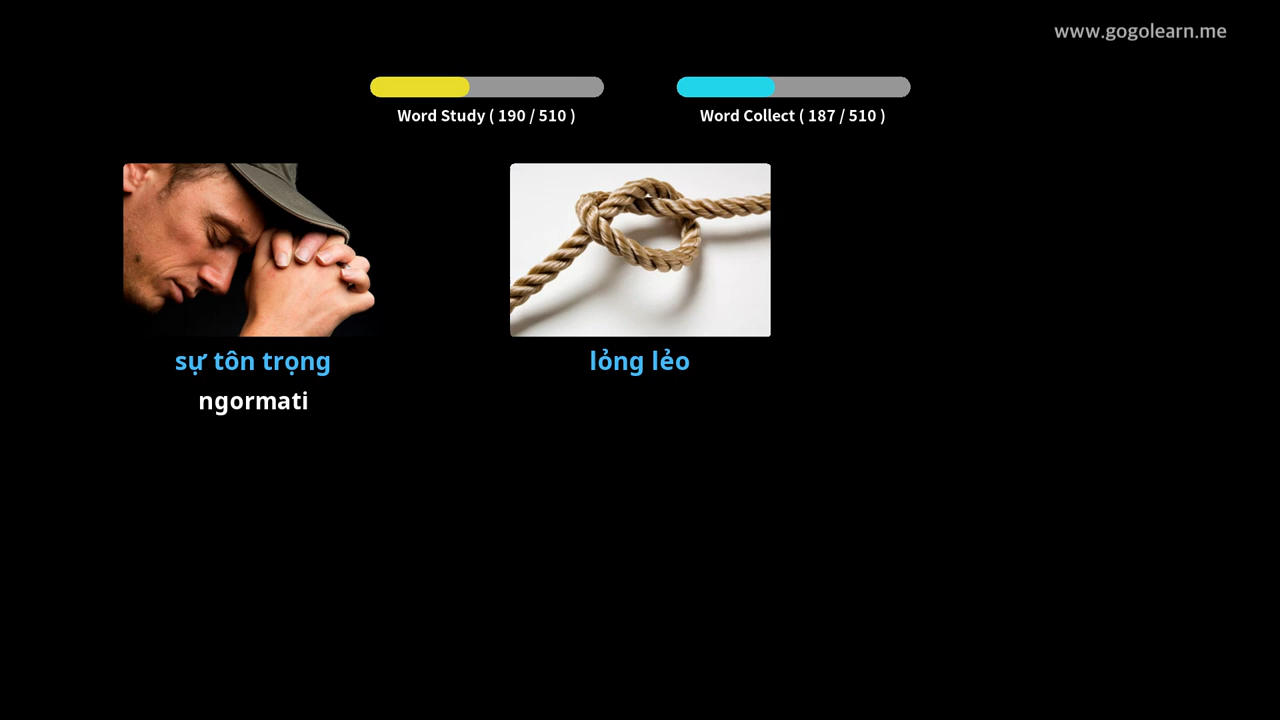 www.gogolearn.me
Word Study ( 190 / 510 )
Word Collect ( 187 / 510 )
sự tôn trọng
ngormati
lỏng lẻo